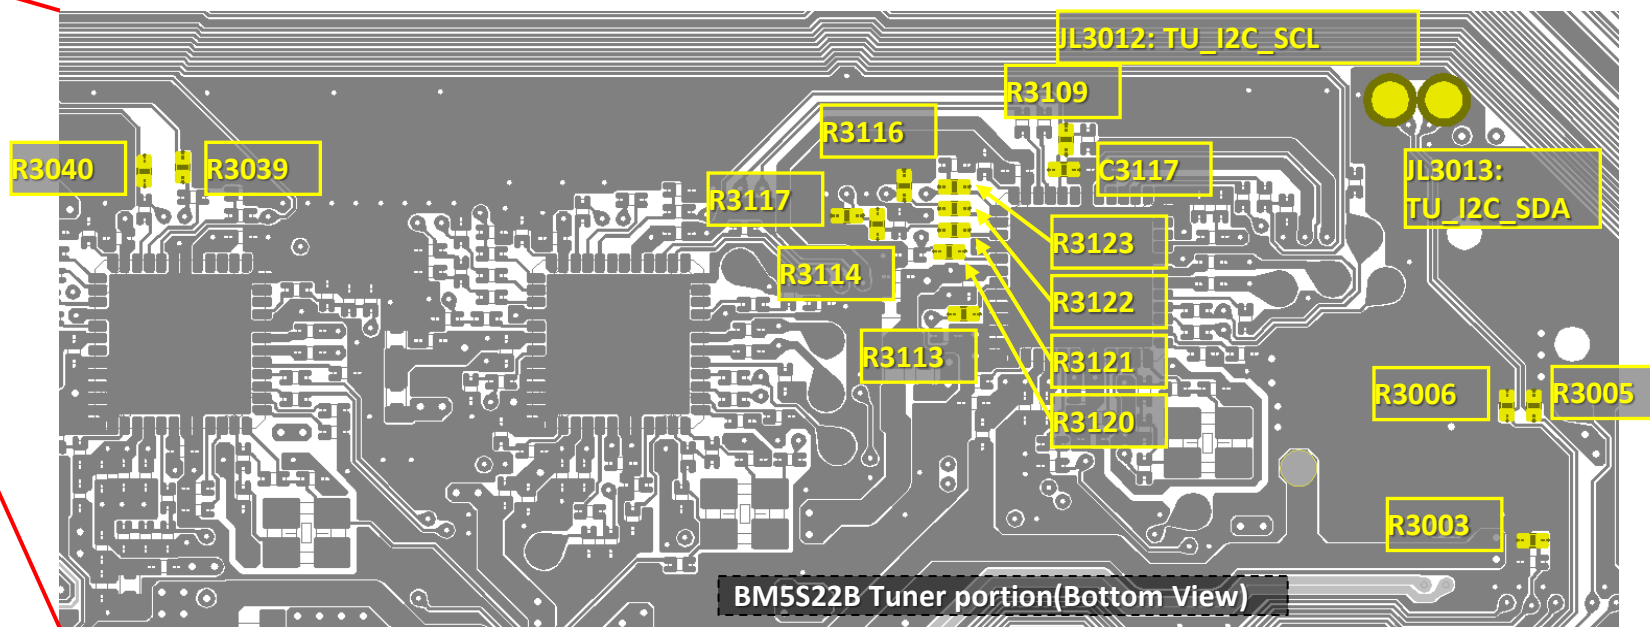 JL3012: TU_I2C_SCL
R3109
R3116
R3040
R3039
C3117
JL3013:
TU_I2C_SDA
R3117
R3123
R3114
R3122
R3113
R3121
R3006
R3005
R3120
R3003
BM5S22B Tuner portion(Bottom View)